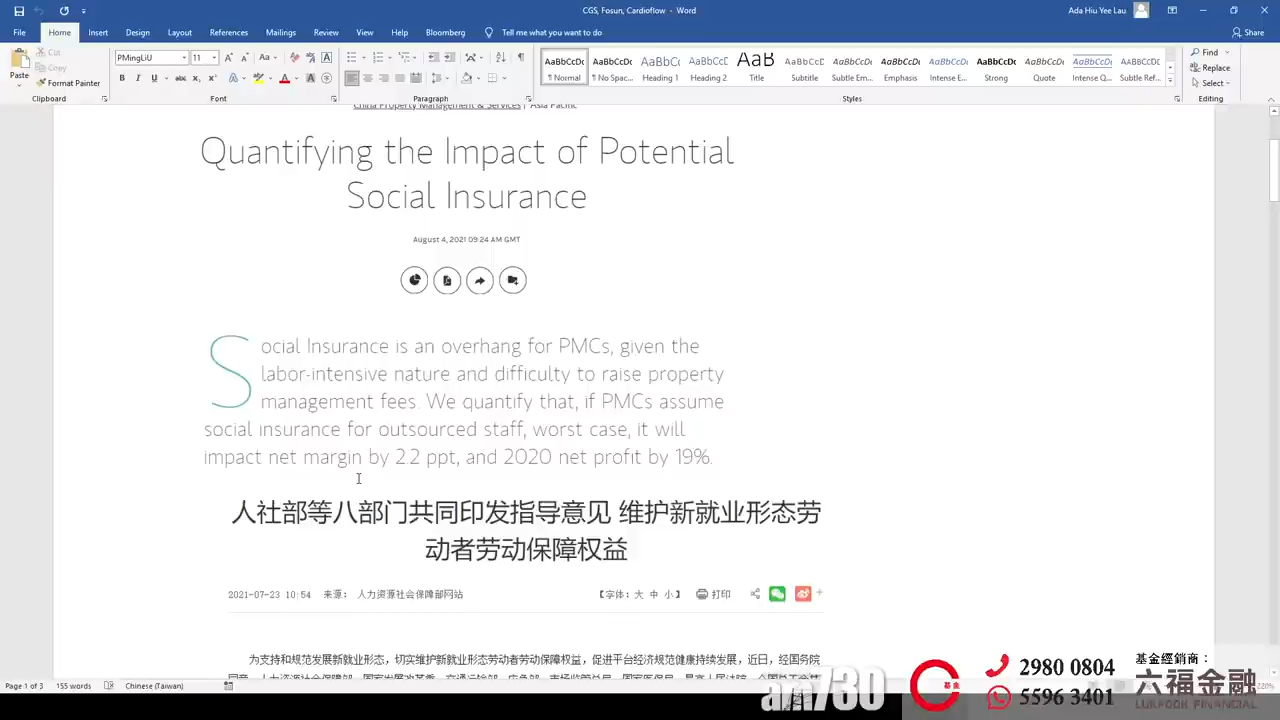 CGS, Fosun, Cardioflow - Word
Ada Hiu Yee Lau
File Home Insert Design Layout References Mailings Review View Help Bloomberg Tell me what you want to do Share
Paste
Cut
Copy
Format Painter
Clipboard
PMingLiU 11
Font
Paragraph
AaBbCcDc AaBbCcDc AaBbC AaBbCc AaB AaBbCcD AaBbCcDc AaBbCcDc AaBbCcDc AaBbCcDc AaBbCcDc AaBbCcDc AaBbCcDc
¶ Normal ¶ No Spac... Heading 1 Heading 2 Title Subtitle Subtle Em... Emphasis Intense E... Strong Quote Intense Q... Subtle Ref...
Styles
Find
Replace
Select
Editing
China Property Management & Services | Asia Pacific
Quantifying the Impact of Potential
Social Insurance
August 4, 2021 09:24 AM GMT
Social Insurance is an overhang for PMCs, given the
labor-intensive nature and difficulty to raise property
management fees. We quantify that, if PMCs assume
social insurance for outsourced staff, worst case, it will
impact net margin by 2.2 ppt, and 2020 net profit by 19%.
人社部等八部门共同印发指导意见 维护新就业形态劳
动者劳动保障权益
2021-07-23 10:54 来源: 人力资源社会保障部网站 【字体: 大 中 小】 打印
为支持和规范发展新就业形态，切实维护新就业形态劳动者劳动保障权益，促进平台经济规范健康持续发展，近日，经国务院
Page 1 of 3 155 words Chinese (Taiwan)
am730
基金
2980 0804
5596 3401
基金經銷商：
六福金融
LUKFOOK FINANCIAL